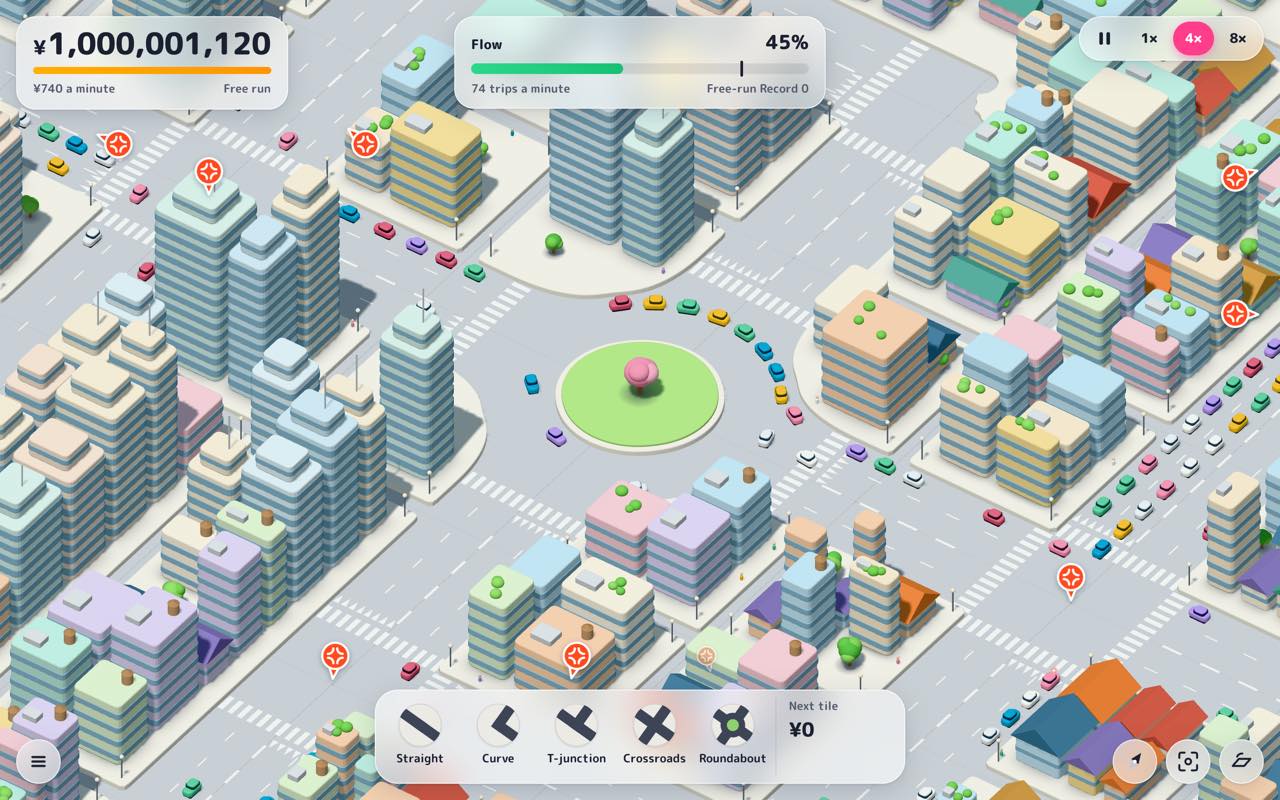 ¥1,000,001,120
¥740 a minute
Free run
Flow
45%
74 trips a minute
Free-run Record 0
1×
4×
8×
Straight
Curve
T-junction
Crossroads
Roundabout
Next tile
¥0